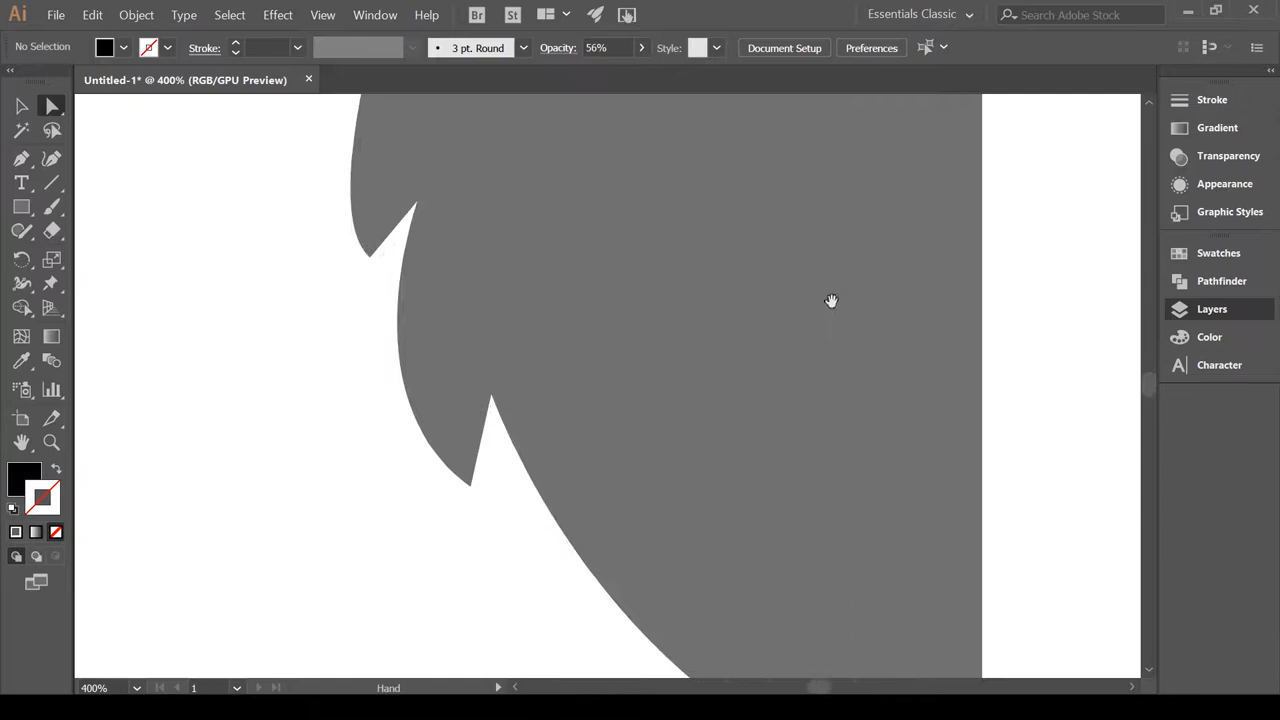 Ai File Edit Object Type Select Effect View Window Help Br St Essentials Classic Search Adobe Stock
No Selection Stroke: 3 pt. Round Opacity: 56% Style: Document Setup Preferences
Untitled-1* @ 400% (RGB/GPU Preview)
Stroke
Gradient
Transparency
Appearance
Graphic Styles
Swatches
Pathfinder
Layers
Color
Character
400% 1 Hand